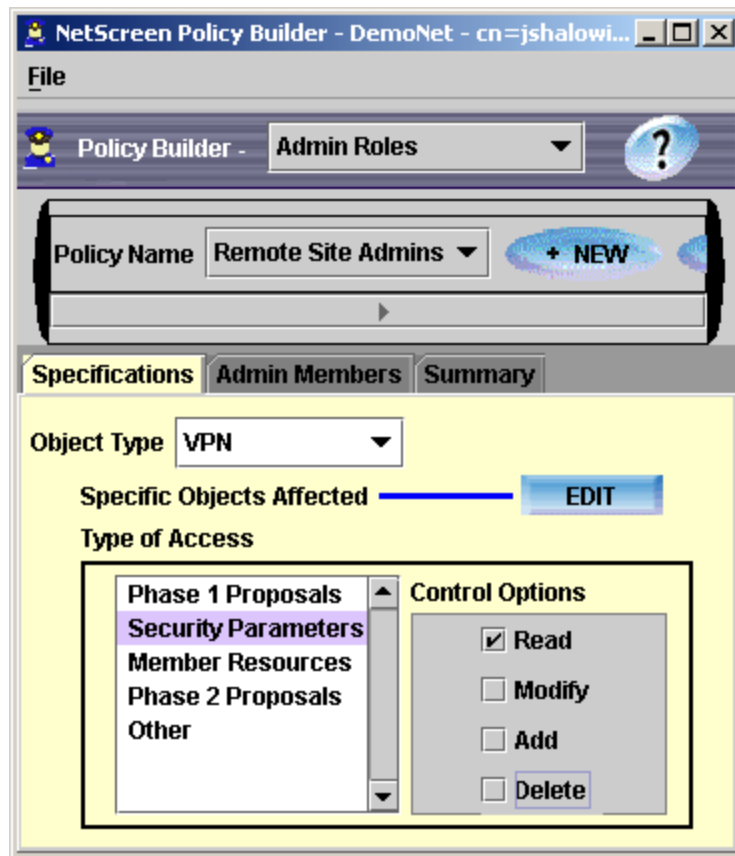 NetScreen Policy Builder - DemoNet - cn=jshalowi...
File
Policy Builder - Admin Roles ?
Policy Name Remote Site Admins + NEW
Specifications Admin Members Summary
Object Type VPN
Specific Objects Affected EDIT
Type of Access
Phase 1 Proposals
Security Parameters
Member Resources
Phase 2 Proposals
Other
Control Options
Read
Modify
Add
Delete